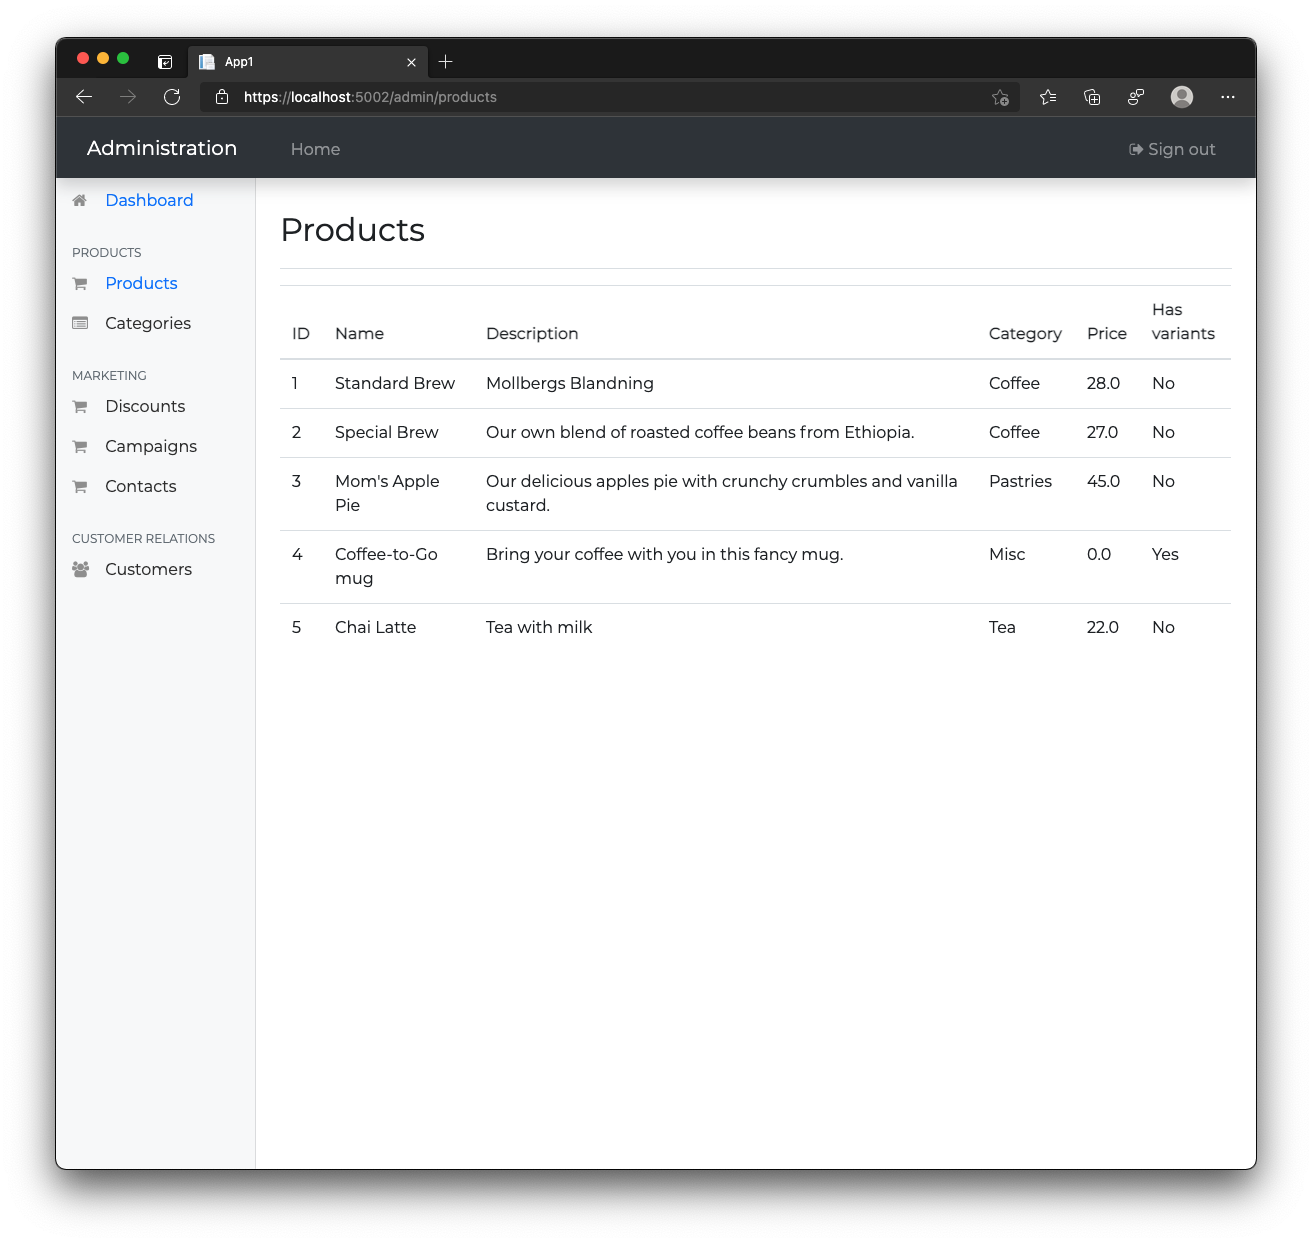 App1
https://localhost:5002/admin/products
Administration
Home
Sign out
Dashboard
PRODUCTS
Products
Categories
MARKETING
Discounts
Campaigns
Contacts
CUSTOMER RELATIONS
Customers
Products
ID Name Description Category Price Has variants
1 Standard Brew Mollbergs Blandning Coffee 28.0 No
2 Special Brew Our own blend of roasted coffee beans from Ethiopia. Coffee 27.0 No
3 Mom's Apple Pie Our delicious apples pie with crunchy crumbles and vanilla custard. Pastries 45.0 No
4 Coffee-to-Go mug Bring your coffee with you in this fancy mug. Misc 0.0 Yes
5 Chai Latte Tea with milk Tea 22.0 No